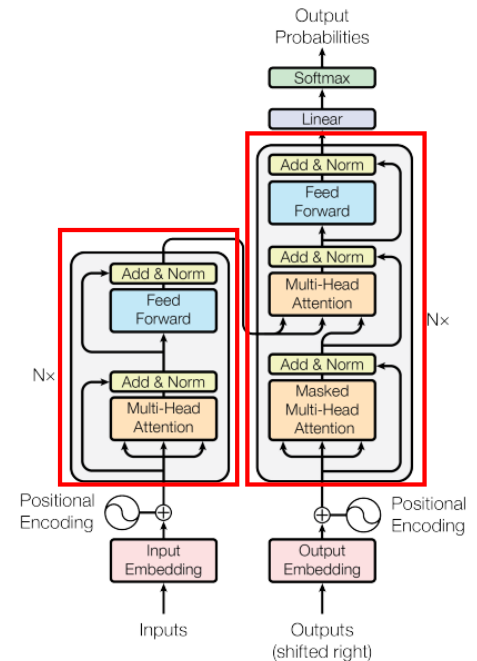 Output
Probabilities
Softmax
Linear
Add & Norm
Feed
Forward
Add & Norm
Multi-Head
Attention
Add & Norm
Masked
Multi-Head
Attention
N×
Positional
Encoding
Output
Embedding
Outputs
(shifted right)
Add & Norm
Feed
Forward
Add & Norm
Multi-Head
Attention
N×
Positional
Encoding
Input
Embedding
Inputs